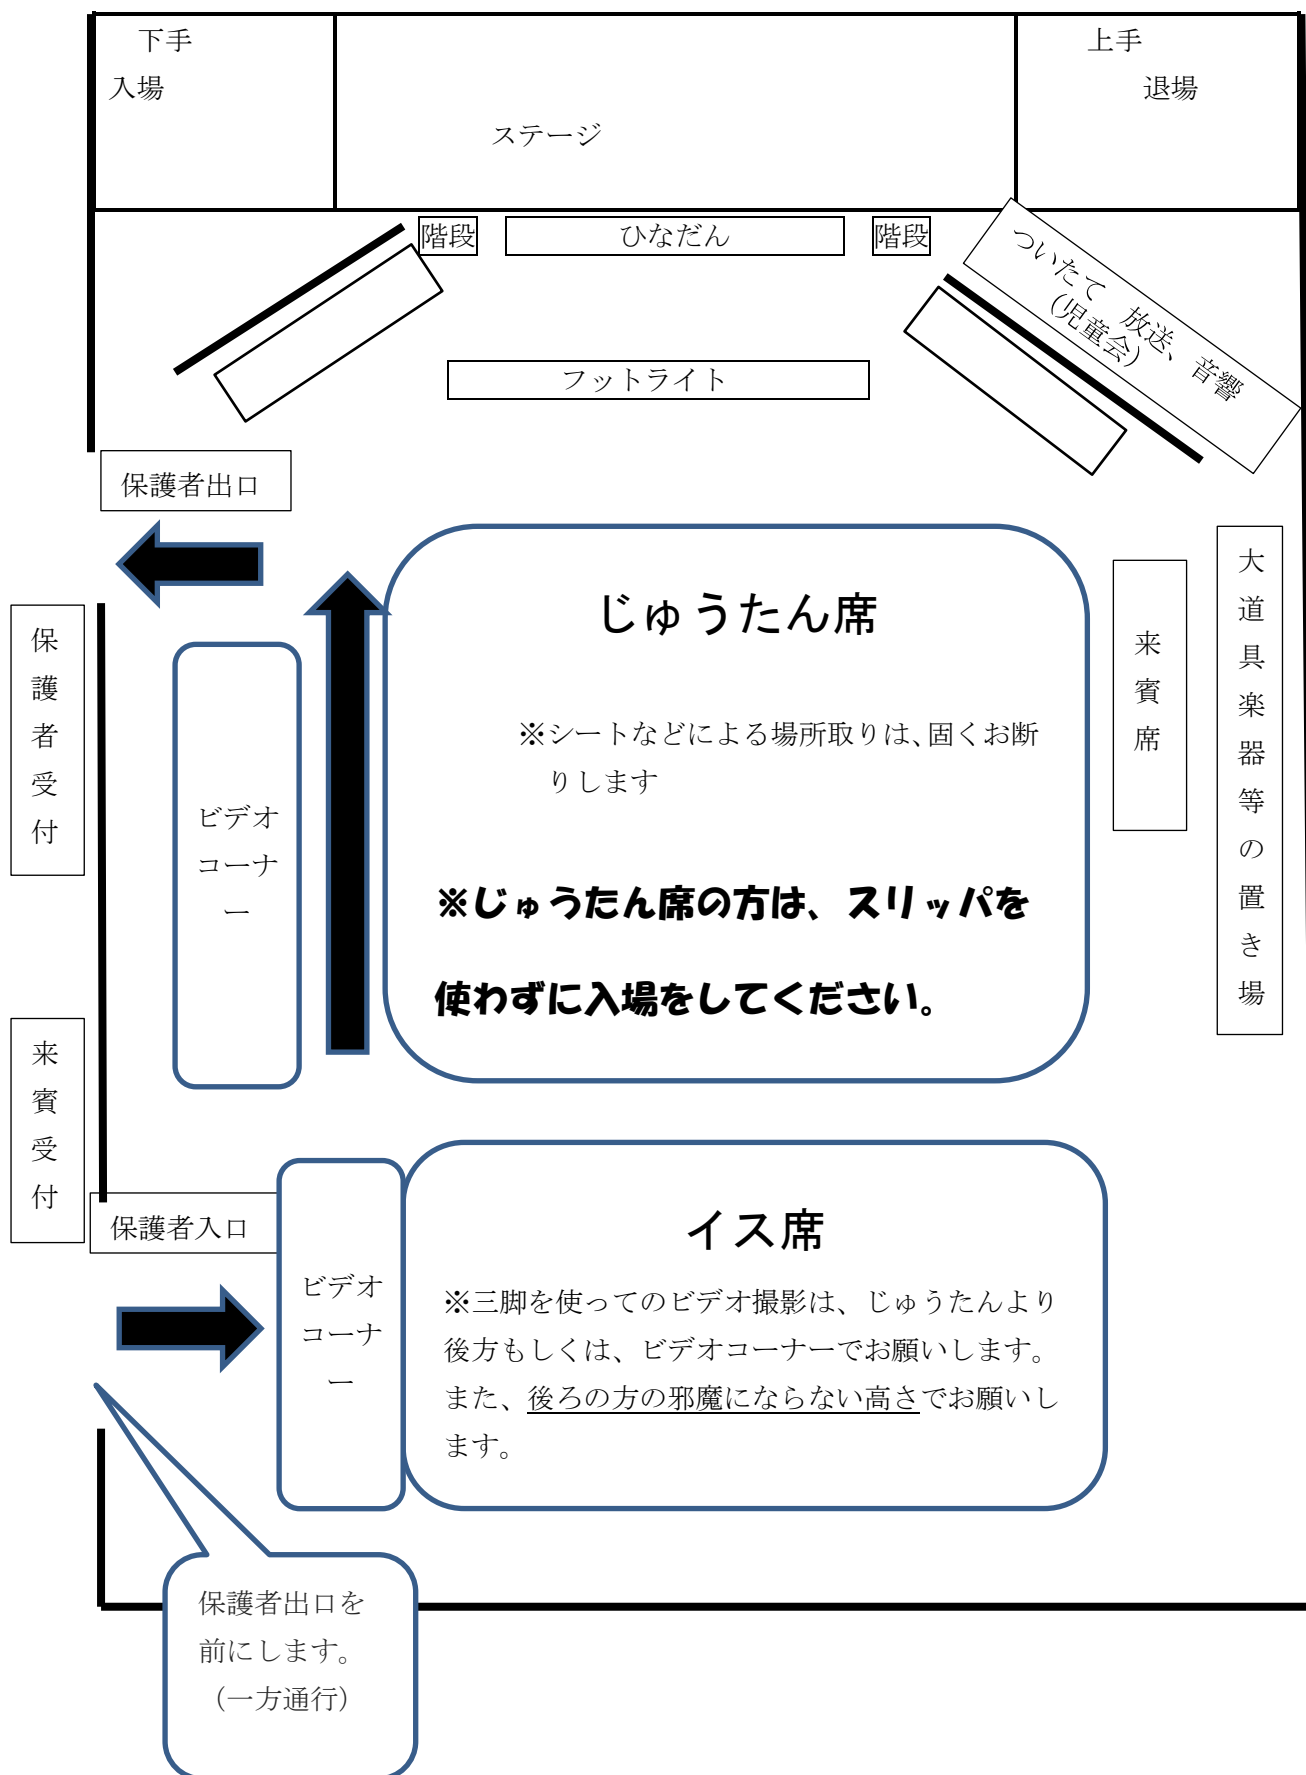 下手
入場
上手
退場
ステージ
階段
ひなだん
階段
ついたて 放送、音響
(児童会)
フットライト
保護者出口
じゅうたん席
※シートなどによる場所取りは、固くお断
りします
※じゅうたん席の方は、スリッパを
使わずに入場をしてください。
来賓席
大道具楽器等の置き場
保護者受付
ビデオ
コーナ
ー
来賓受付
保護者入口
ビデオ
コーナ
ー
イス席
※三脚を使ってのビデオ撮影は、じゅうたんより
後方もしくは、ビデオコーナーでお願いします。
また、後ろの方の邪魔にならない高さでお願いし
ます。
保護者出口を
前にします。
（一方通行）